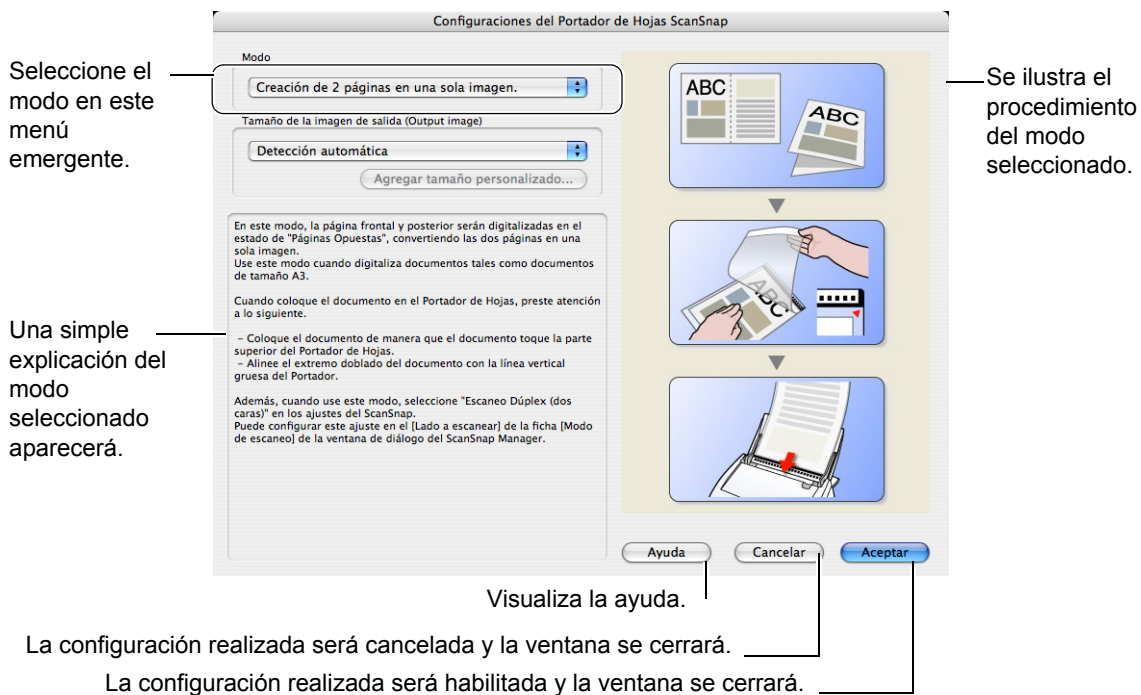 Configuraciones del Portador de Hojas ScanSnap
Seleccione el
modo en este
menú
emergente.
Modo
Creación de 2 páginas en una sola imagen.
Tamaño de la imagen de salida (Output image)
Detección automática
Agregar tamaño personalizado...
ABC
ABC
Se ilustra el
procedimiento
del modo
seleccionado.
Una simple
explicación del
modo
seleccionado
aparecerá.
En este modo, la página frontal y posterior serán digitalizadas en el
estado de "Páginas Opuestas", convirtiendo las dos páginas en una
sola imagen.
Use este modo cuando digitaliza documentos tales como documentos
de tamaño A3.
Cuando coloque el documento en el Portador de Hojas, preste atención
a lo siguiente.
– Coloque el documento de manera que el documento toque la parte
superior del Portador de Hojas.
– Alinee el extremo doblado del documento con la línea vertical
gruesa del Portador.
Además, cuando use este modo, seleccione "Escaneo Dúplex (dos
caras)" en los ajustes del ScanSnap.
Puede configurar este ajuste en el [Lado a escanear] de la ficha [Modo
de escaneo] de la ventana de diálogo del ScanSnap Manager.
ABC
Ayuda
Cancelar
Aceptar
Visualiza la ayuda.
La configuración realizada será cancelada y la ventana se cerrará.
La configuración realizada será habilitada y la ventana se cerrará.